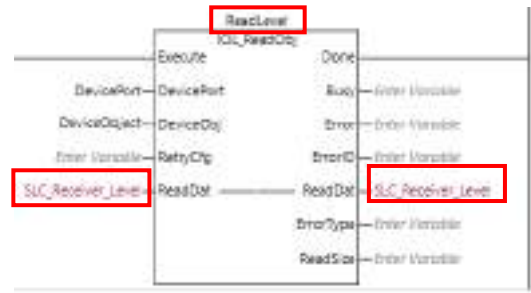 ReadLevel
IOL_ReadObj
Execute Done
DevicePort DevicePort Busy Enter Variable
DeviceObject DeviceObj Error Enter Variable
Enter Variable RetryCfg ErrorID Enter Variable
SLC_Receiver_Level ReadDat ReadDat SLC_Receiver_Level
ErrorType Enter Variable
ReadSize Enter Variable